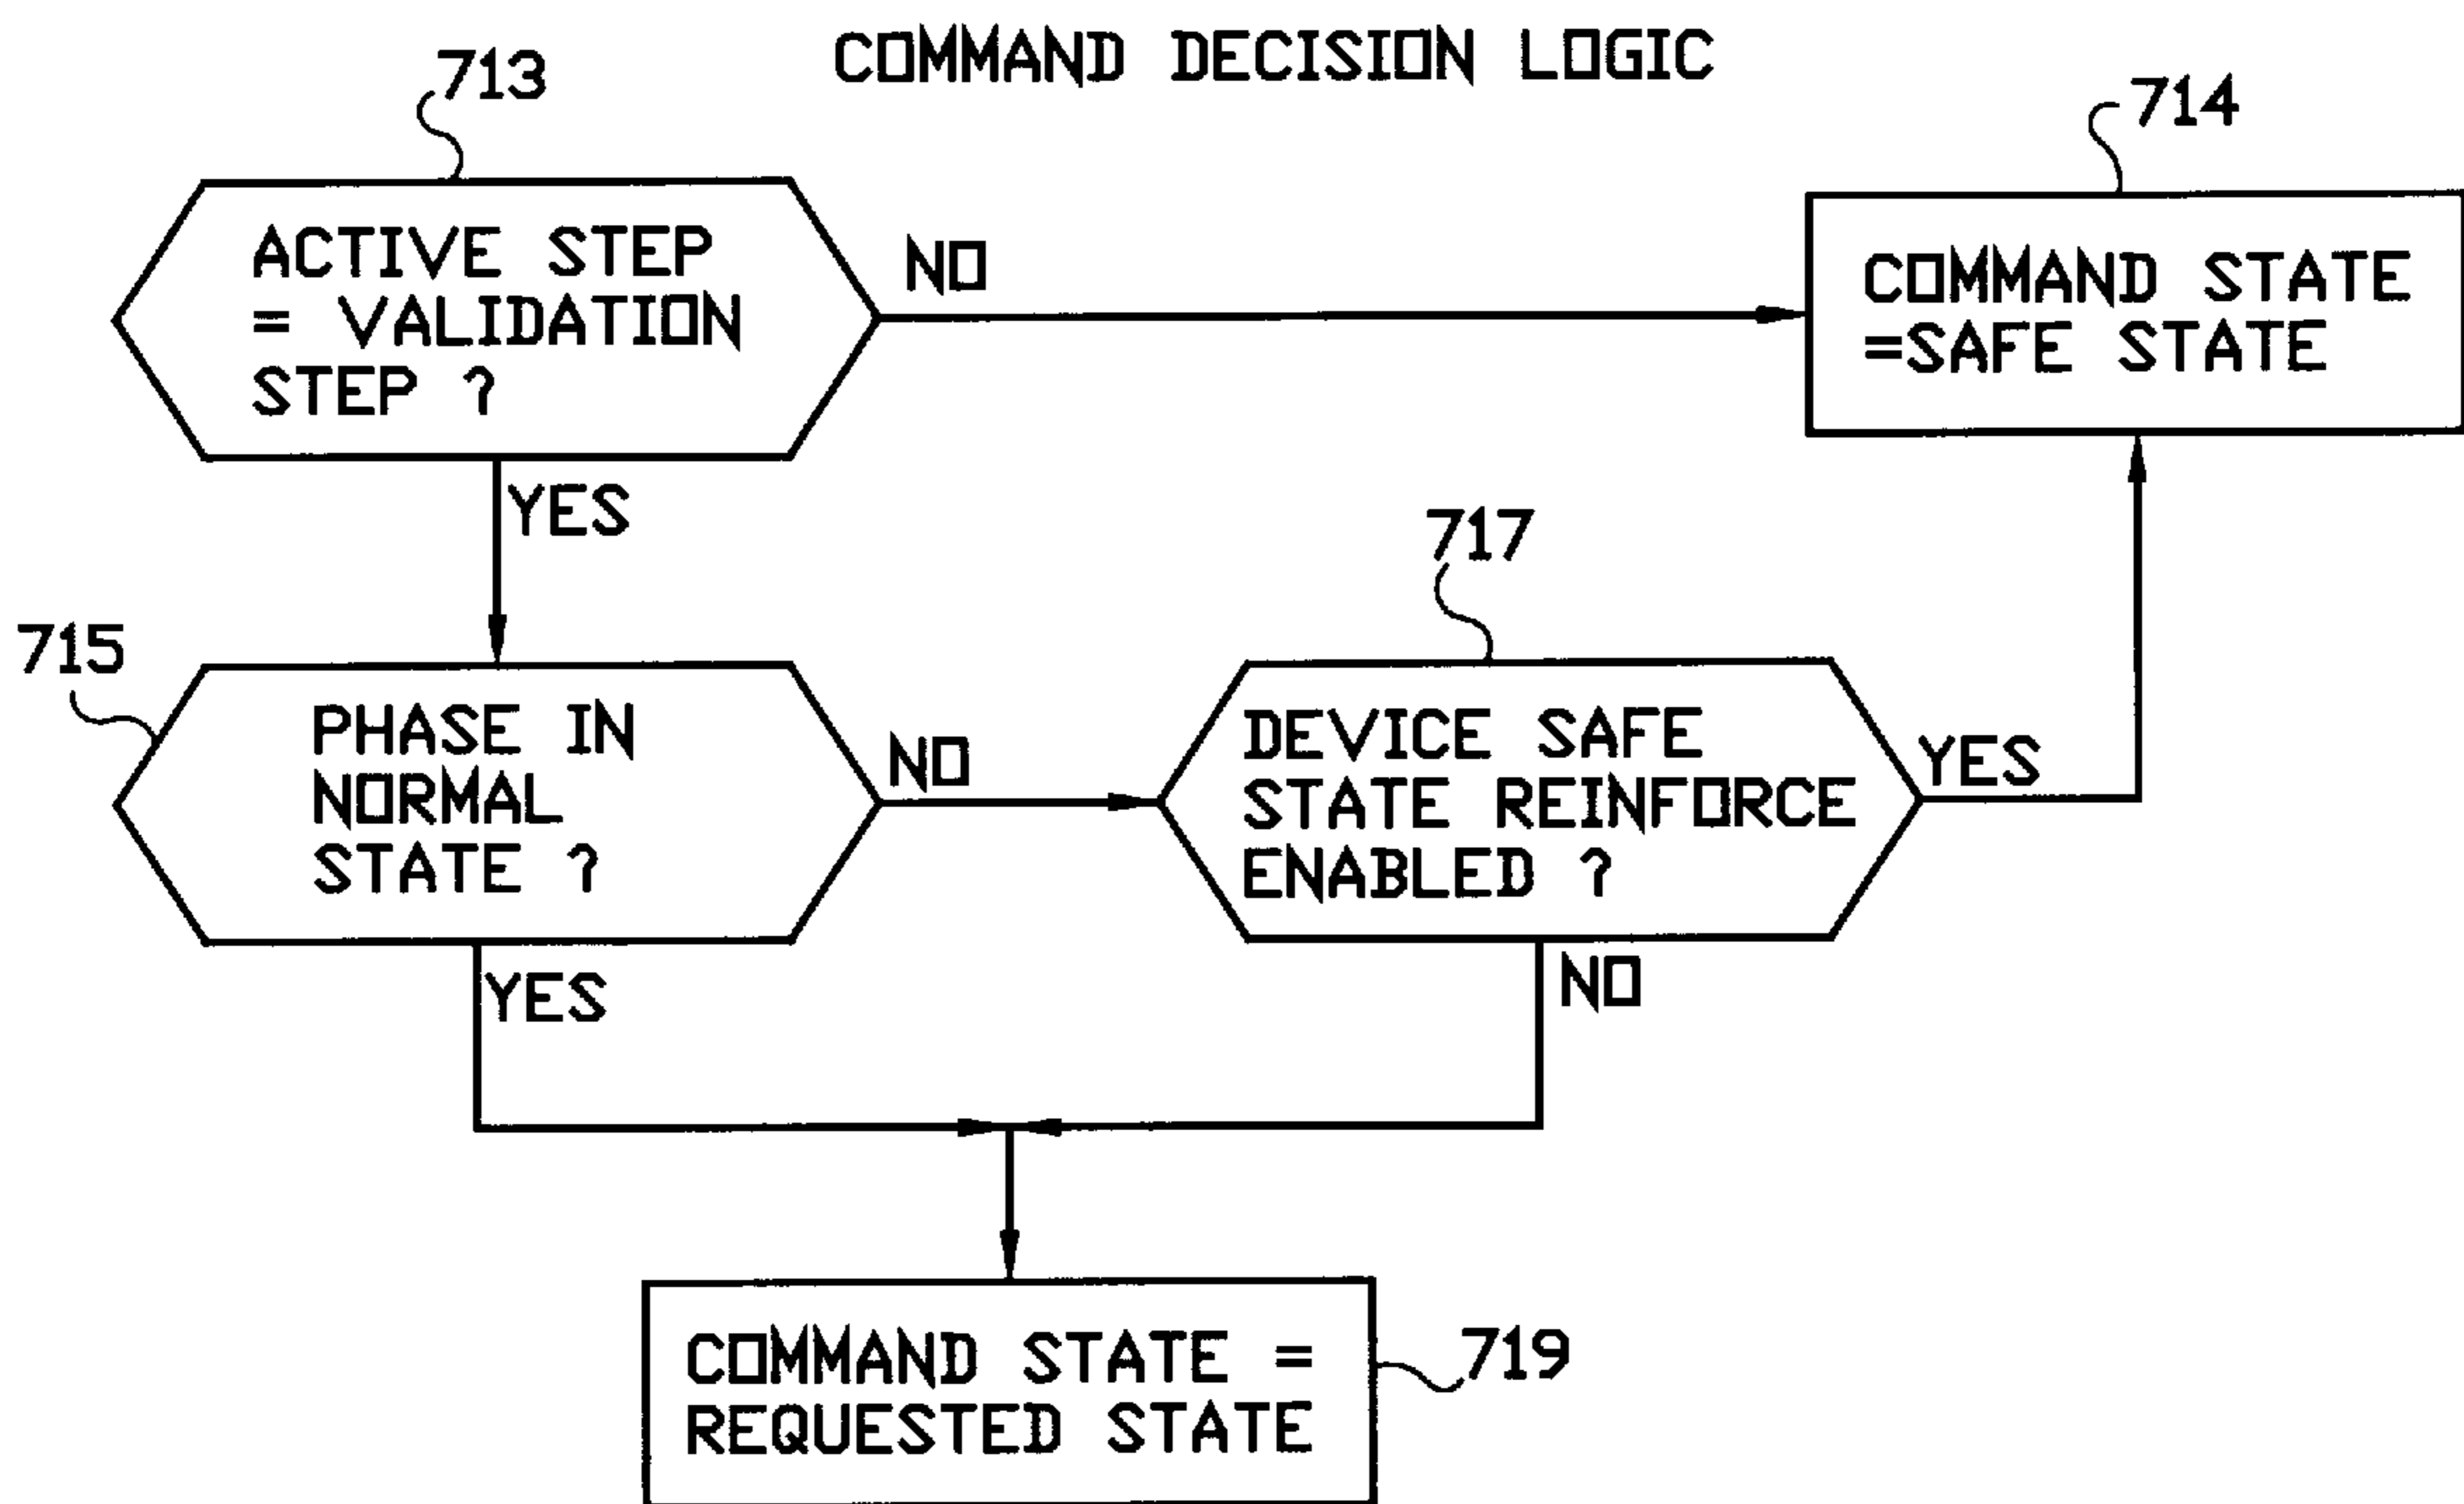 COMMAND DECISION LOGIC
713
714
ACTIVE STEP
= VALIDATION
STEP ?
NO
COMMAND STATE
=SAFE STATE
YES
717
715
PHASE IN
NORMAL
STATE ?
NO
DEVICE SAFE
STATE REINFORCE
ENABLED ?
YES
YES
NO
COMMAND STATE =
REQUESTED STATE
719